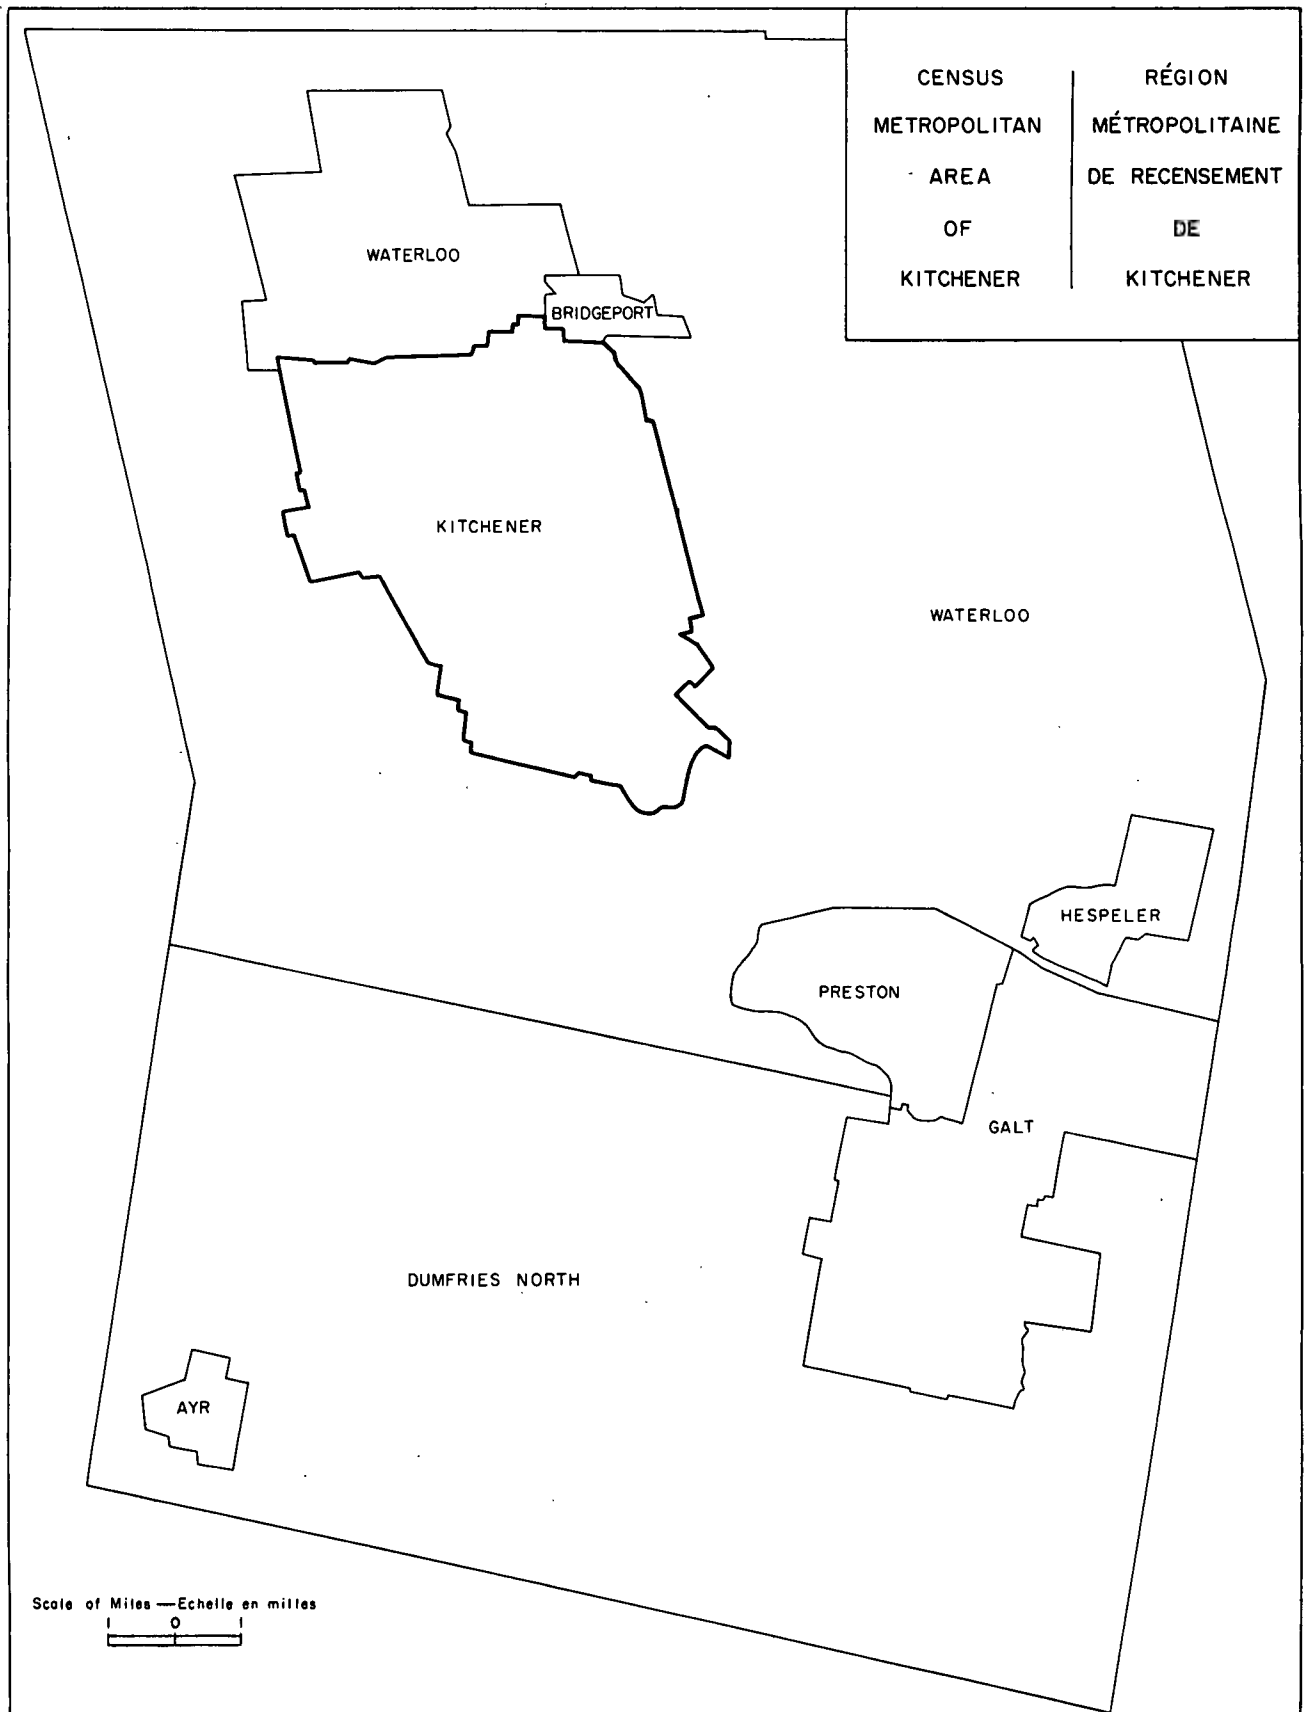 CENSUS
METROPOLITAN
AREA
OF
KITCHENER
RÉGION
MÉTROPOLITAINE
DE RECENSEMENT
DE
KITCHENER
WATERLOO
BRIDGEPORT
KITCHENER
WATERLOO
HESPELER
PRESTON
GALT
DUMFRIES NORTH
AYR
Scale of Miles — Echelle en milles
1 0 1